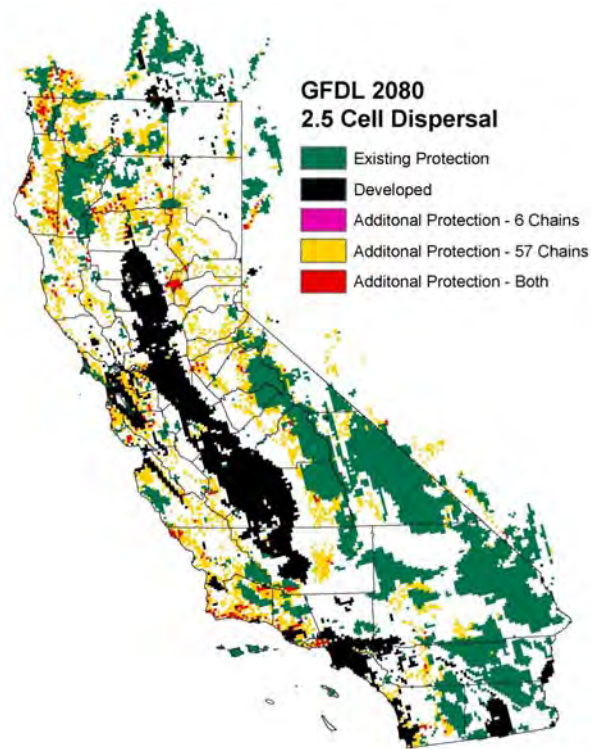 GFDL 2080
2.5 Cell Dispersal
Existing Protection
Developed
Additonal Protection - 6 Chains
Additonal Protection - 57 Chains
Additonal Protection - Both